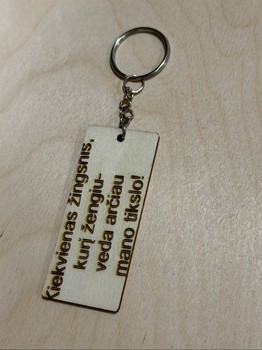 Kiekvienas žingsnis,
kurį žengiu-
veda arčiau
mano tikslo!